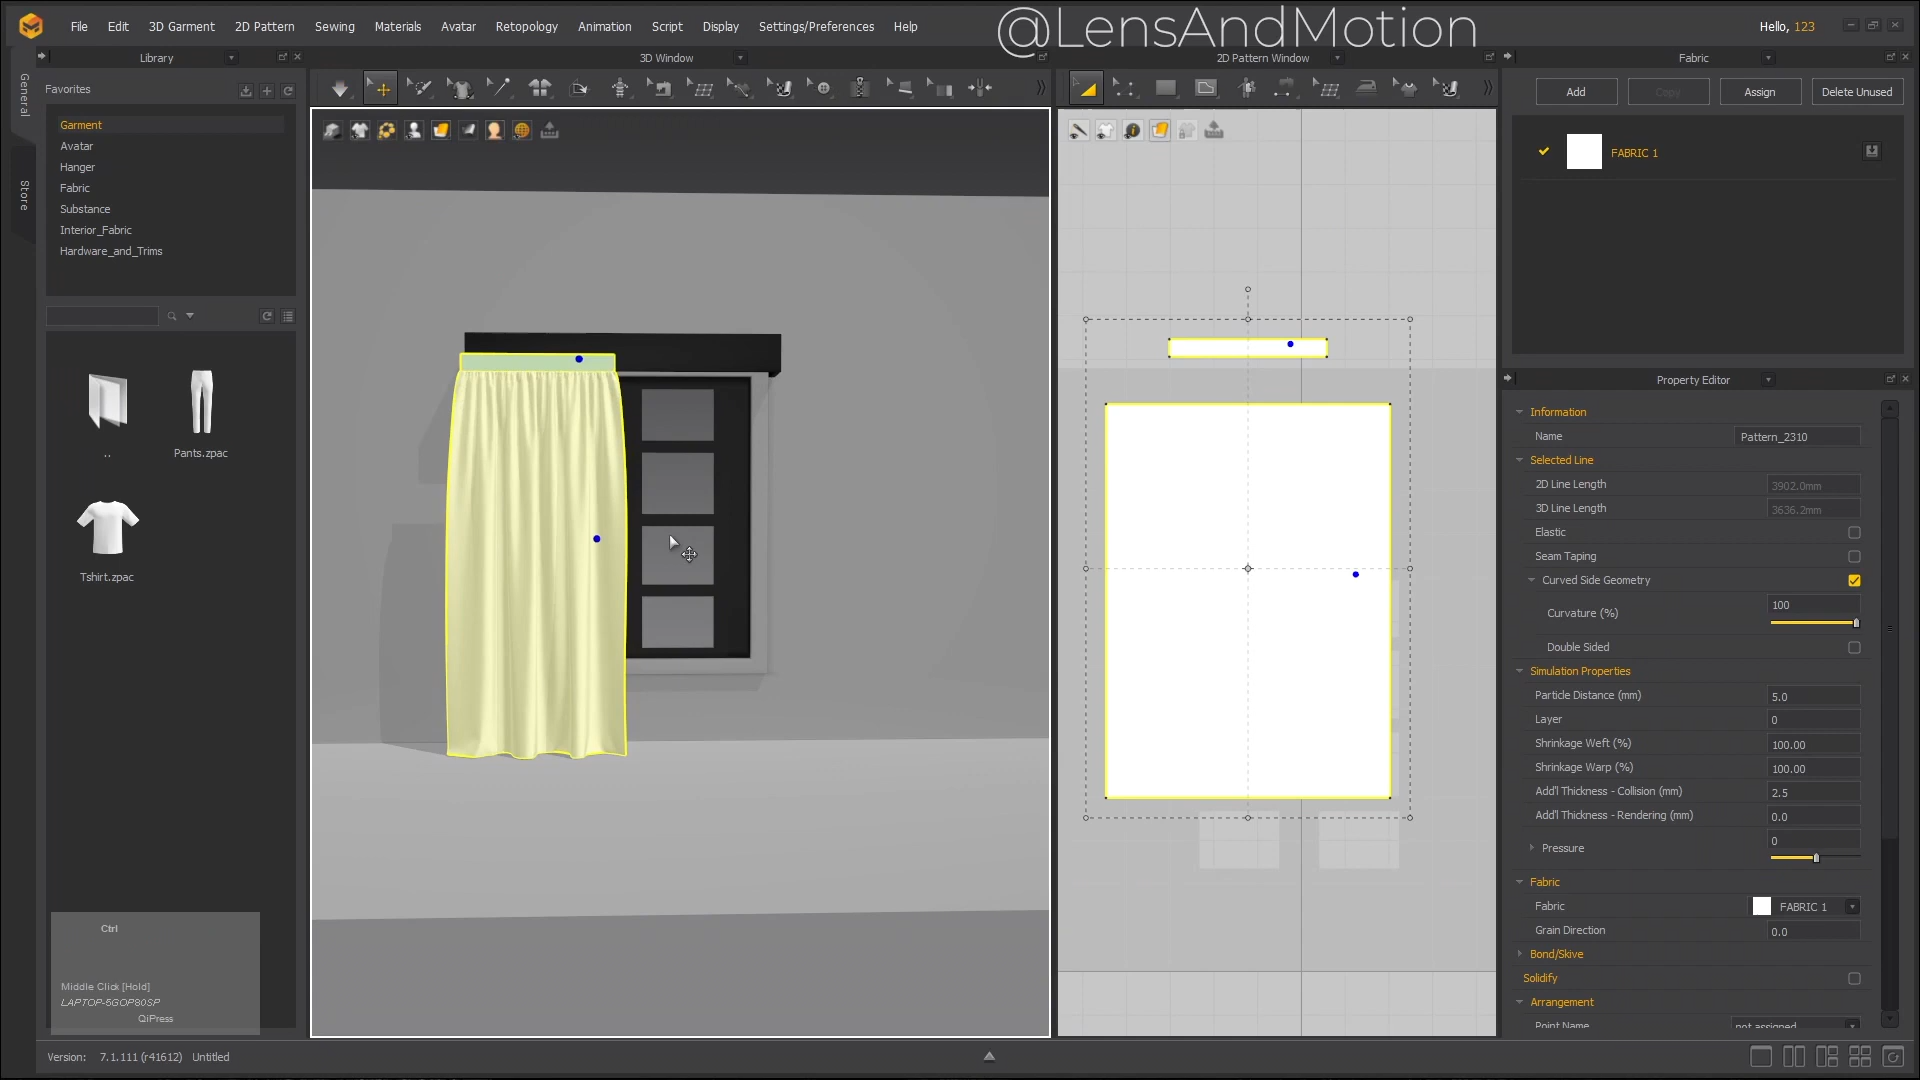 File Edit 3D Garment 2D Pattern Sewing Materials Avatar Retopology Animation Script Display Settings/Preferences Help
@LensAndMotion
Hello, 123
Library
3D Window
2D Pattern Window
Fabric
General
Store
Favorites
Garment
Avatar
Hanger
Fabric
Substance
Interior_Fabric
Hardware_and_Trims
..
Pants.zpac
Tshirt.zpac
Ctrl
Middle Click [Hold]
LAPTOP-5GOP80SP
QiPress
Add Copy Assign Delete Unused
FABRIC 1
Property Editor
Information
Name Pattern_2310
Selected Line
2D Line Length 3902.0mm
3D Line Length 3636.2mm
Elastic
Seam Taping
Curved Side Geometry
Curvature (%) 100
Double Sided
Simulation Properties
Particle Distance (mm) 5.0
Layer 0
Shrinkage Weft (%) 100.00
Shrinkage Warp (%) 100.00
Add'l Thickness - Collision (mm) 2.5
Add'l Thickness - Rendering (mm) 0.0
Pressure 0
Fabric
Fabric FABRIC 1
Grain Direction 0.0
Bond/Skive
Solidify
Arrangement
Point Name not assigned
Version: 7.1.111 (r41612) Untitled